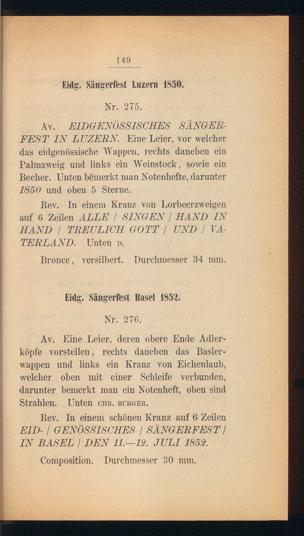 149
Eidg. Sängerfest Luzern 1850.
Nr. 275.
Av. EIDGENÖSSISCHES SÄNGER-
FEST IN LUZERN. Eine Leier, vor welcher
das eidgenössische Wappen, rechts daneben ein
Palmzweig und links ein Weinstock, sowie ein
Becher. Unten bemerkt man Notenhefte, darunter
1850 und oben 5 Sterne.
Rev. In einem Kranz von Lorbeerzweigen
auf 6 Zeilen ALLE / SINGEN / HAND IN
HAND / TREULICH GOTT / UND / VA-
TERLAND. Unten D.
Bronce, versilbert. Durchmesser 34 mm.
Eidg. Sängerfest Basel 1852.
Nr. 276.
Av. Eine Leier, deren obere Ende Adler-
köpfe vorstellen, rechts daneben das Basler-
wappen und links ein Kranz von Eichenlaub,
welcher oben mit einer Schleife verbunden,
darunter bemerkt man ein Notenheft, oben sind
Strahlen. Unten CHR. BURGER.
Rev. In einem schönen Kranz auf 6 Zeilen
EID- / GENÖSSISCHES / SÄNGERFEST /
IN BASEL / DEN 11.—12. JULI 1852.
Composition. Durchmesser 30 mm.